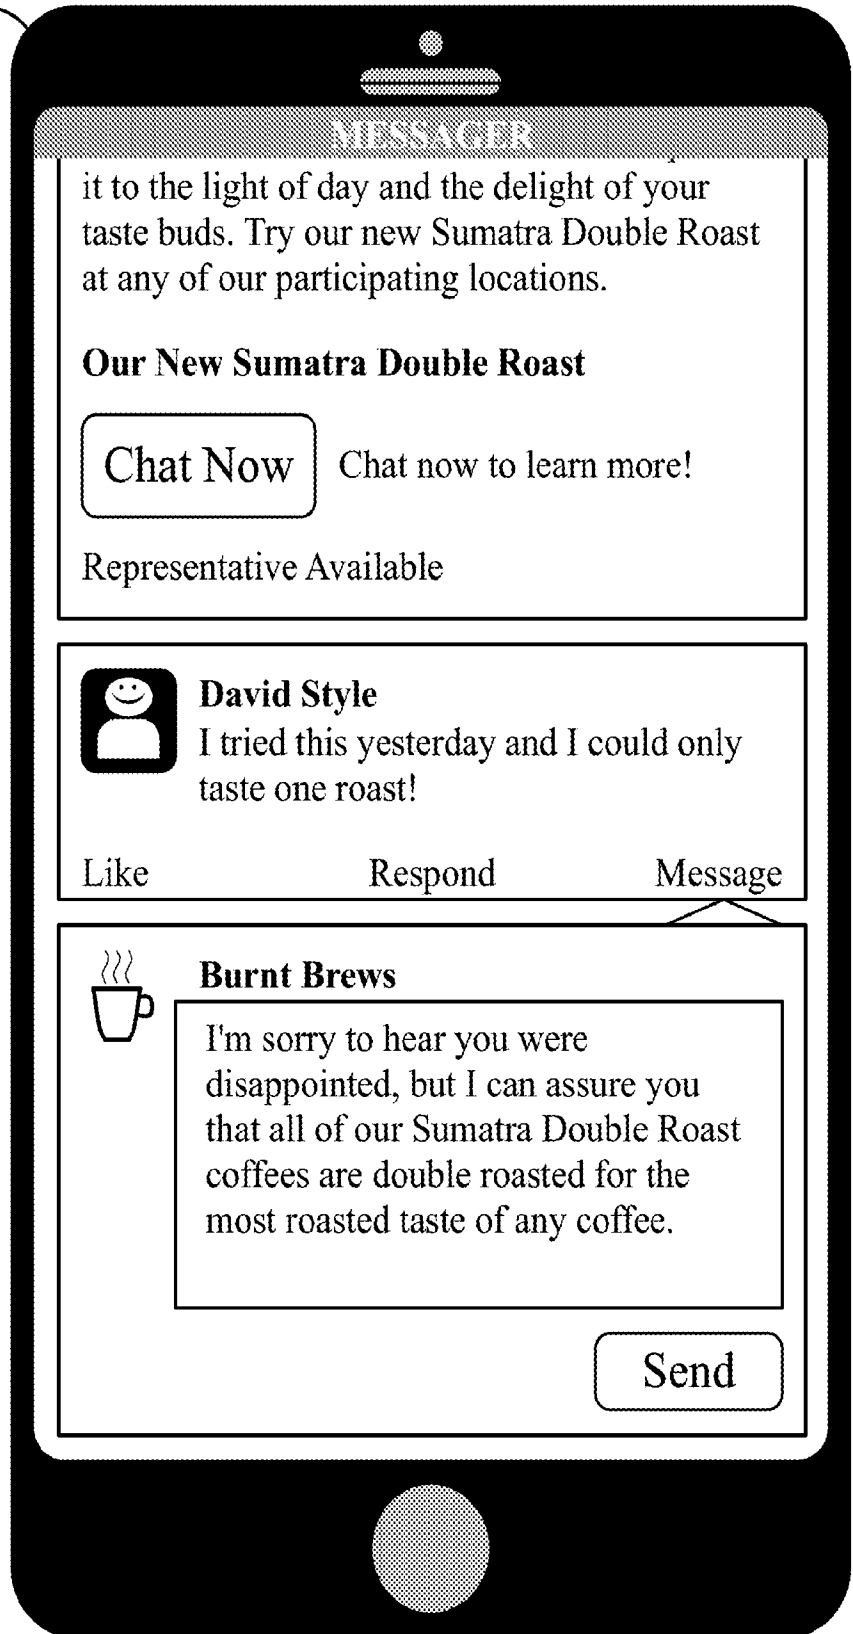 MESSAGER
it to the light of day and the delight of your
taste buds. Try our new Sumatra Double Roast
at any of our participating locations.
Our New Sumatra Double Roast
Chat Now
Chat now to learn more!
Representative Available
David Style
I tried this yesterday and I could only
taste one roast!
Like Respond Message
Burnt Brews
I'm sorry to hear you were
disappointed, but I can assure you
that all of our Sumatra Double Roast
coffees are double roasted for the
most roasted taste of any coffee.
Send